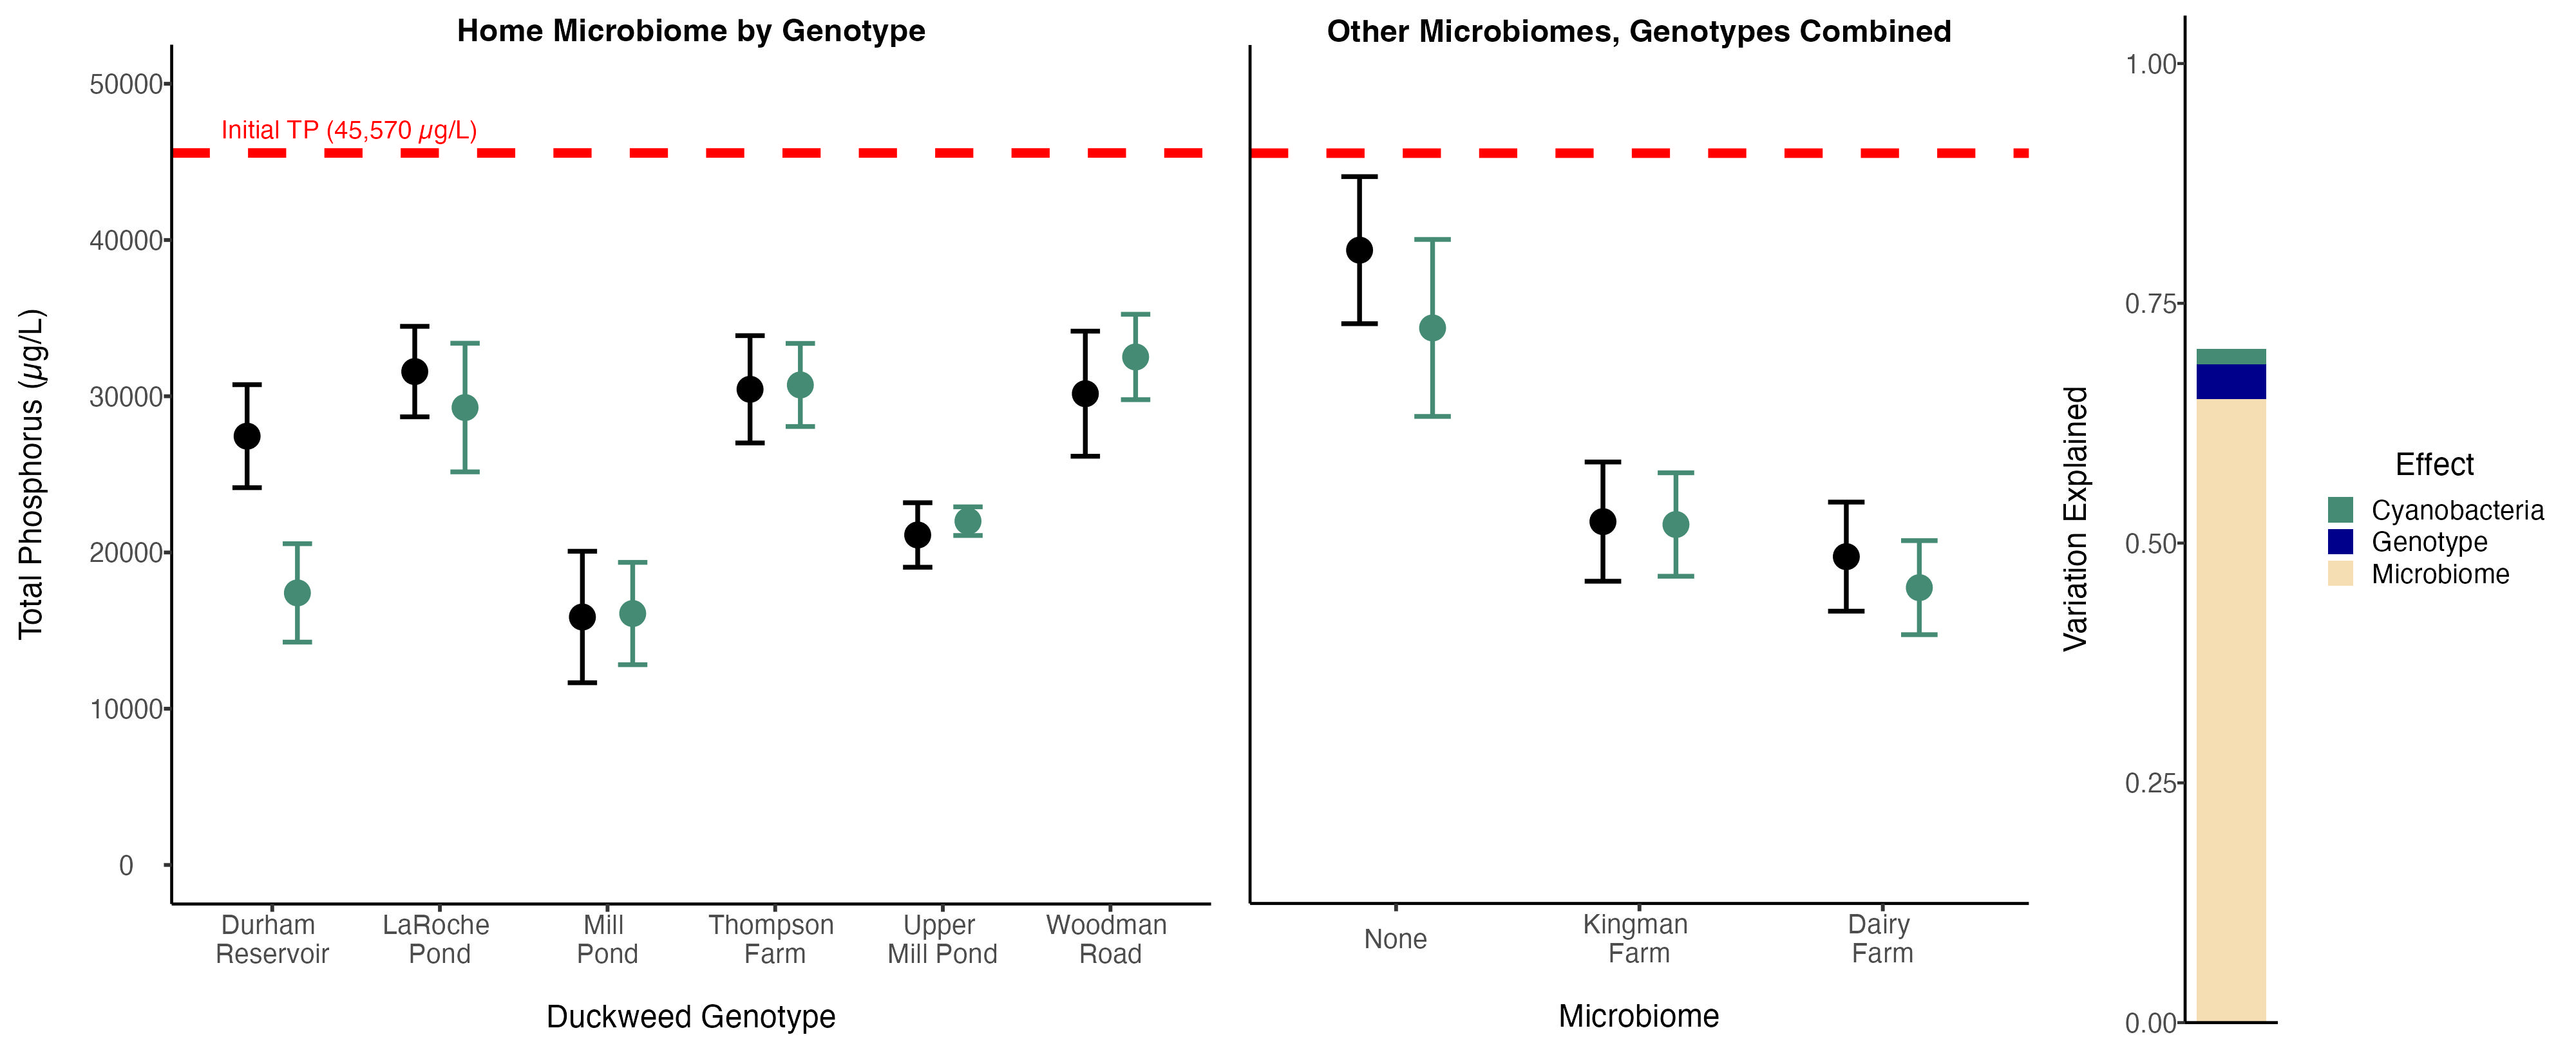 Home Microbiome by Genotype
Other Microbiomes, Genotypes Combined
Total Phosphorus (µg/L)
50000
40000
30000
20000
10000
0
Initial TP (45,570 µg/L)
Durham
Reservoir
LaRoche
Pond
Mill
Pond
Thompson
Farm
Upper
Mill Pond
Woodman
Road
Duckweed Genotype
None
Kingman
Farm
Dairy
Farm
Microbiome
Variation Explained
1.00
0.75
0.50
0.25
0.00
Effect
Cyanobacteria
Genotype
Microbiome